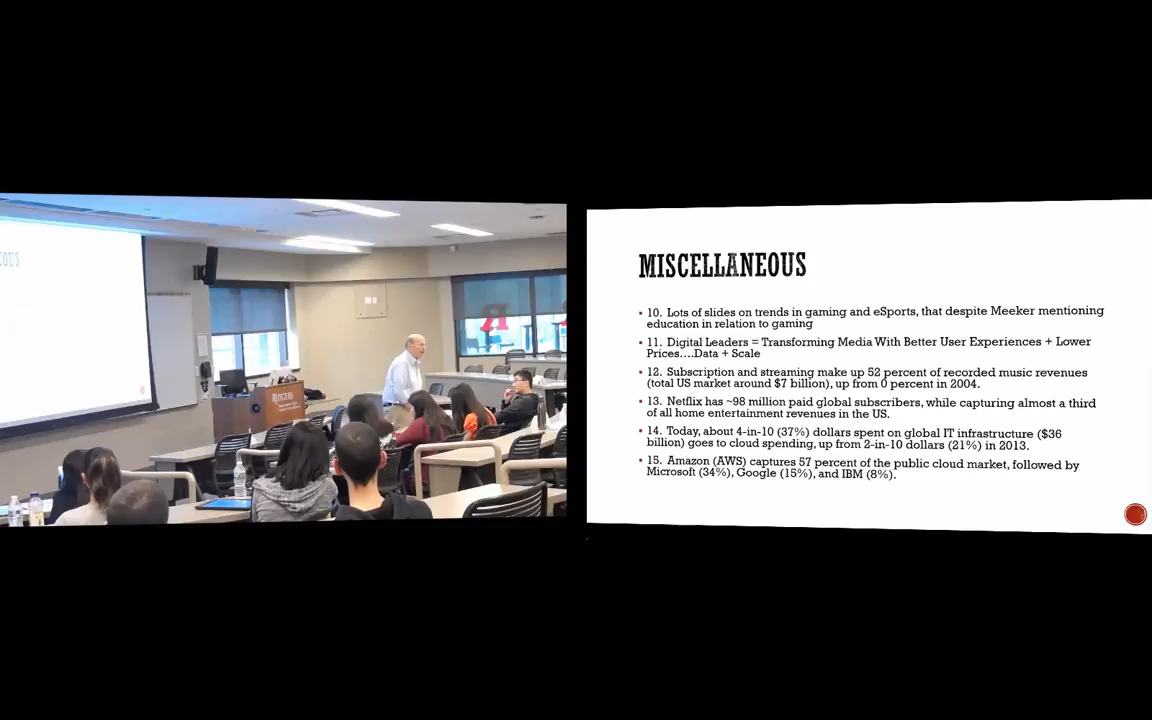 OUS
RUTGERS
R
MISCELLANEOUS
10. Lots of slides on trends in gaming and eSports, that despite Meeker mentioning
education in relation to gaming
11. Digital Leaders = Transforming Media With Better User Experiences + Lower
Prices....Data + Scale
12. Subscription and streaming make up 52 percent of recorded music revenues
(total US market around $7 billion), up from 0 percent in 2004.
13. Netflix has ~98 million paid global subscribers, while capturing almost a third
of all home entertainment revenues in the US.
14. Today, about 4-in-10 (37%) dollars spent on global IT infrastructure ($36
billion) goes to cloud spending, up from 2-in-10 dollars (21%) in 2013.
15. Amazon (AWS) captures 57 percent of the public cloud market, followed by
Microsoft (34%), Google (15%), and IBM (8%).